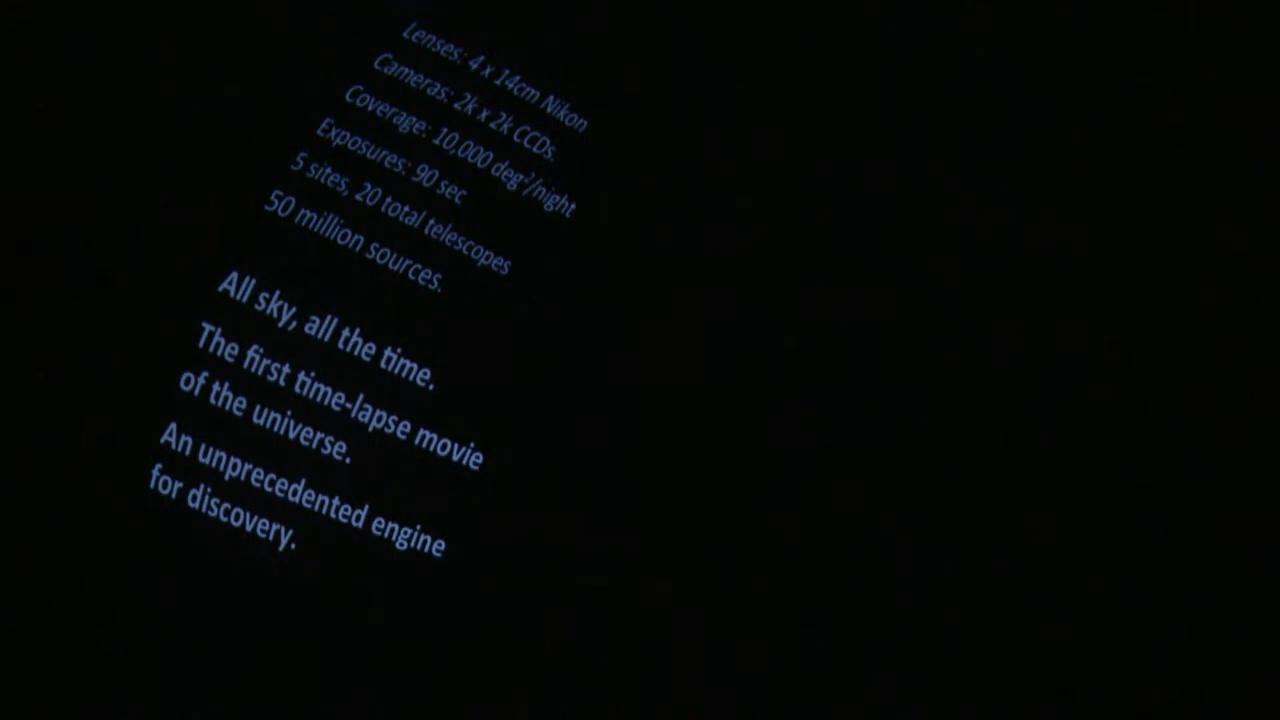 Lenses: 4 x 14cm Nikon
Cameras: 2k x 2k CCDs.
Coverage: 10,000 deg²/night
Exposures: 90 sec
5 sites, 20 total telescopes
50 million sources.
All sky, all the time.
The first time-lapse movie
of the universe.
An unprecedented engine
for discovery.